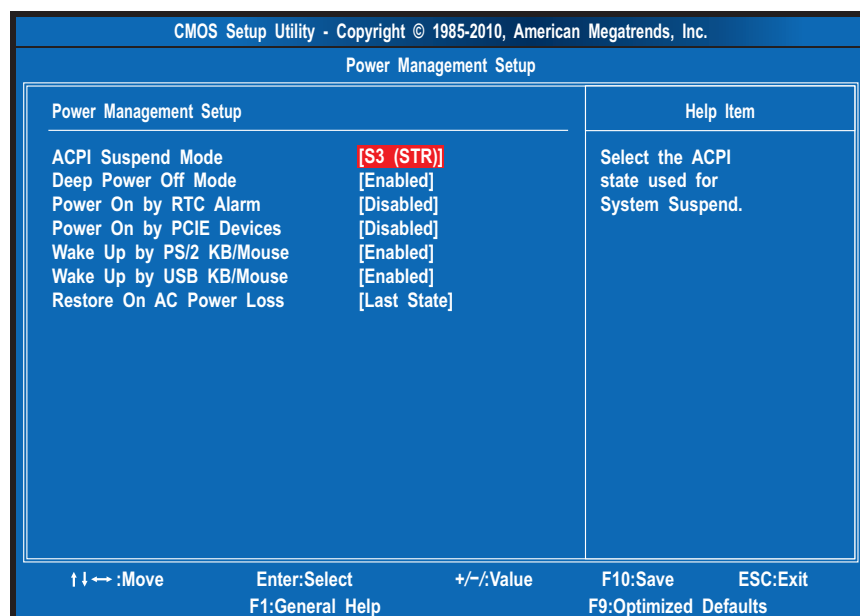 CMOS Setup Utility - Copyright © 1985-2010, American Megatrends, Inc.
Power Management Setup
Power Management Setup
Help Item
ACPI Suspend Mode [S3 (STR)]
Deep Power Off Mode [Enabled]
Power On by RTC Alarm [Disabled]
Power On by PCIE Devices [Disabled]
Wake Up by PS/2 KB/Mouse [Enabled]
Wake Up by USB KB/Mouse [Enabled]
Restore On AC Power Loss [Last State]
Select the ACPI
state used for
System Suspend.
↑↓↔ :Move Enter:Select +/−/:Value F10:Save ESC:Exit
F1:General Help F9:Optimized Defaults